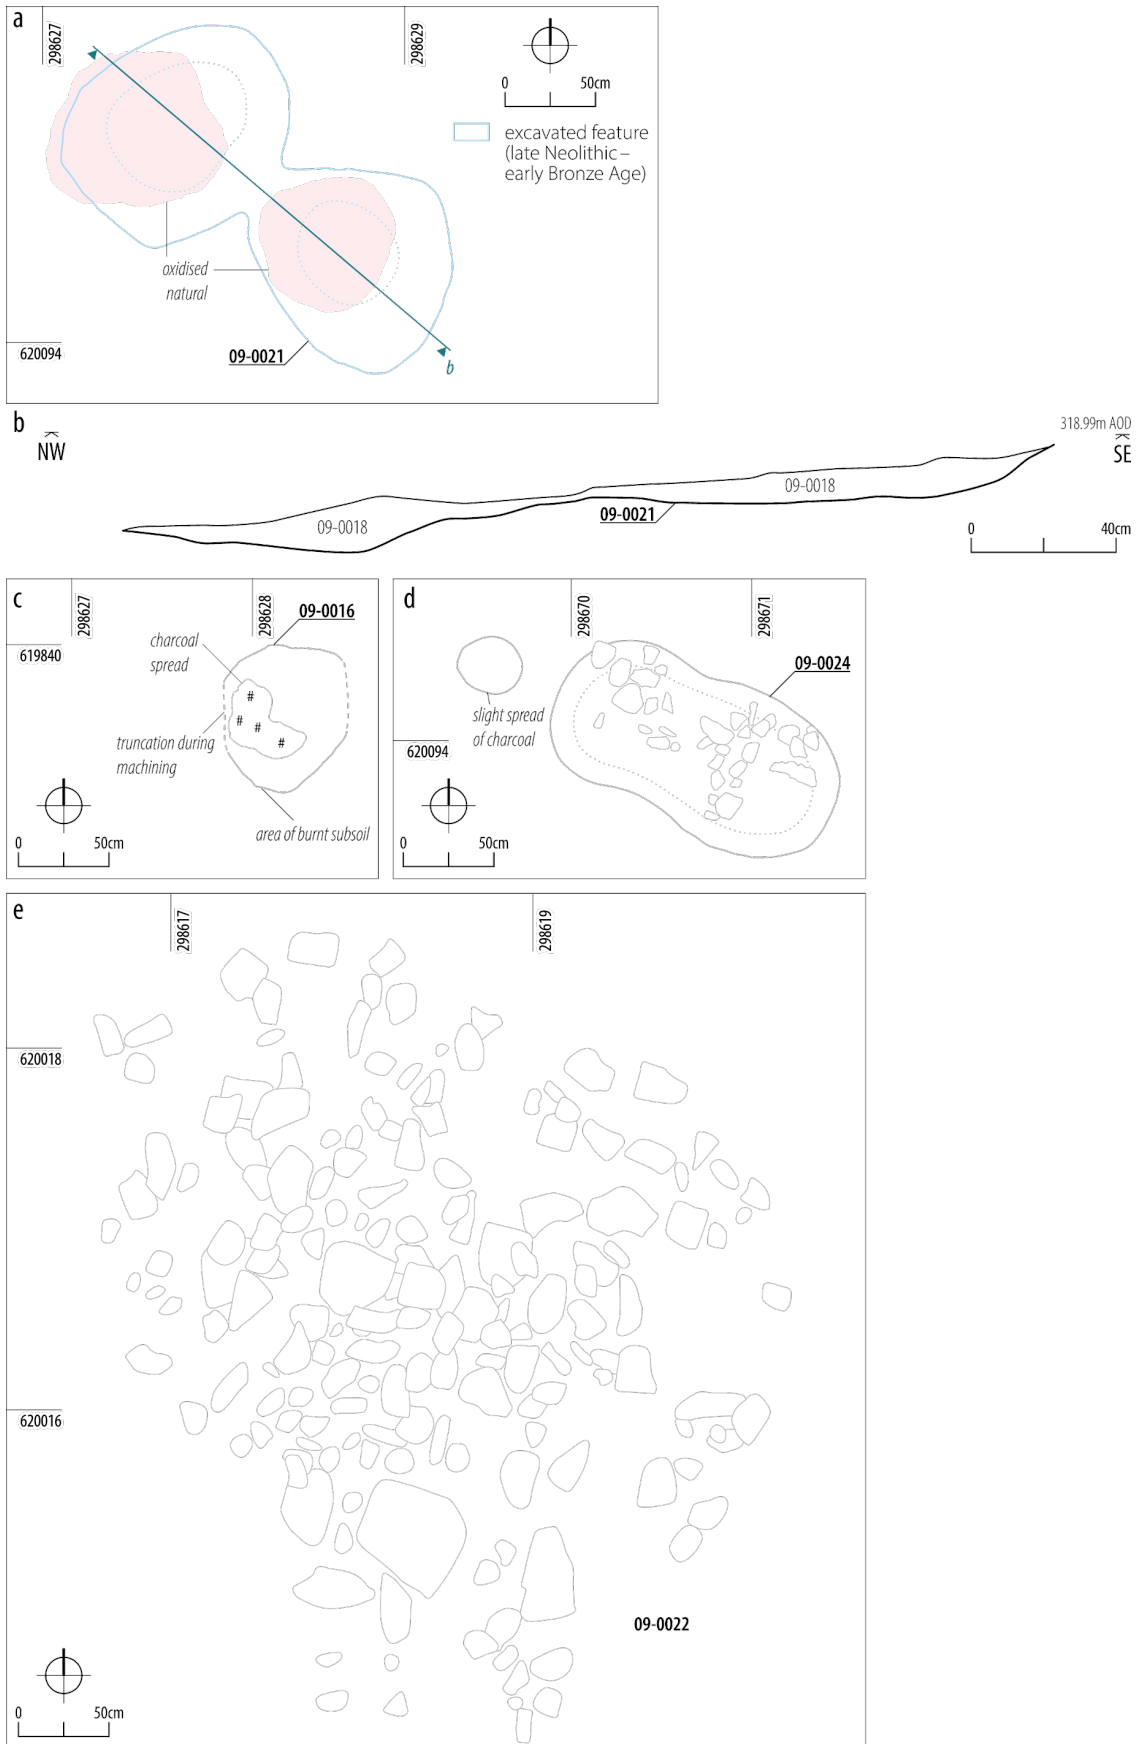 a
298627
298629
0
50cm
excavated feature
(late Neolithic –
early Bronze Age)
oxidised
natural
620094
09-0021
b
b
NW
318.99m AOD
SE
09-0018
09-0018
09-0021
0
40cm
c
298627
298628
09-0016
619840
charcoal
spread
#
#
#
#
truncation during
machining
area of burnt subsoil
0
50cm
d
298670
298671
09-0024
slight spread
of charcoal
620094
0
50cm
e
298617
298619
620018
620016
09-0022
0
50cm